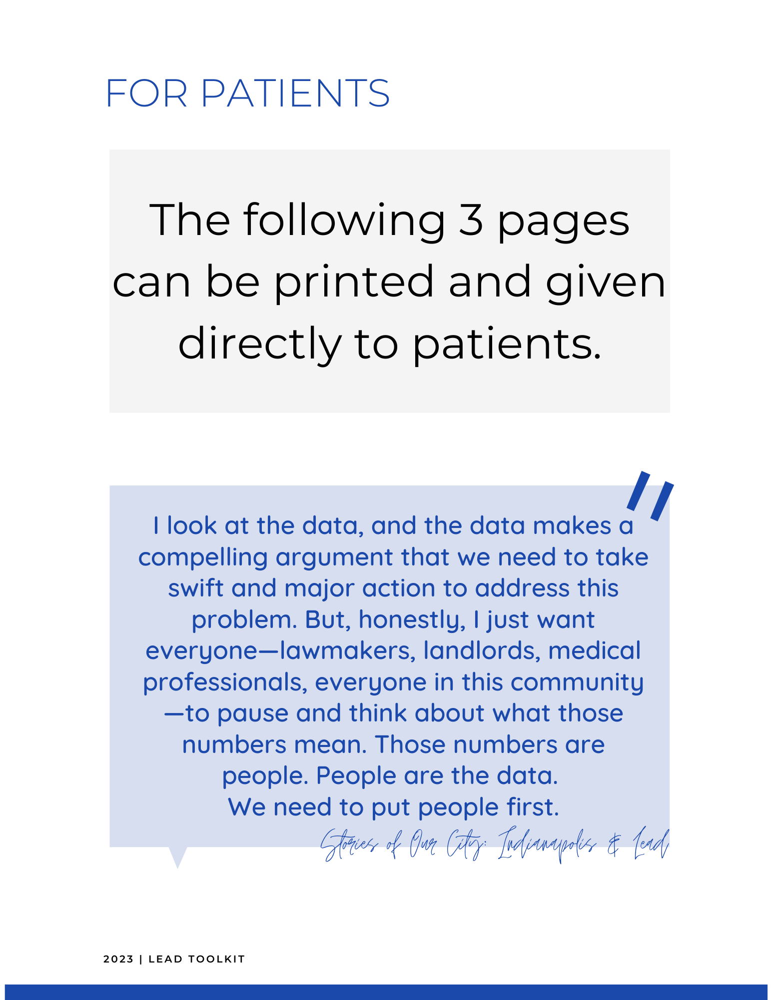 FOR PATIENTS
The following 3 pages
can be printed and given
directly to patients.
I look at the data, and the data makes a
compelling argument that we need to take
swift and major action to address this
problem. But, honestly, I just want
everyone—lawmakers, landlords, medical
professionals, everyone in this community
—to pause and think about what those
numbers mean. Those numbers are
people. People are the data.
We need to put people first.
Stories of Our City: Indianapolis & Lead
2023 | LEAD TOOLKIT